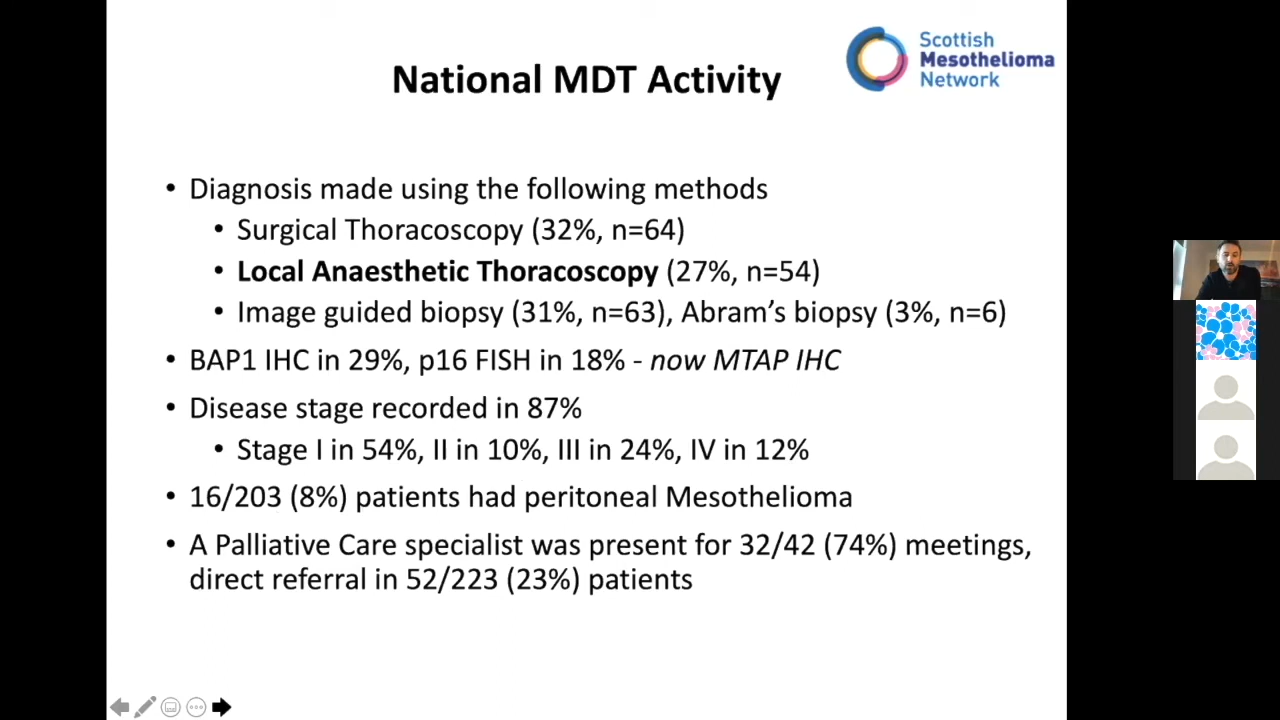 National MDT Activity
Scottish
Mesothelioma
Network
• Diagnosis made using the following methods
• Surgical Thoracoscopy (32%, n=64)
• Local Anaesthetic Thoracoscopy (27%, n=54)
• Image guided biopsy (31%, n=63), Abram’s biopsy (3%, n=6)
• BAP1 IHC in 29%, p16 FISH in 18% - now MTAP IHC
• Disease stage recorded in 87%
• Stage I in 54%, II in 10%, III in 24%, IV in 12%
• 16/203 (8%) patients had peritoneal Mesothelioma
• A Palliative Care specialist was present for 32/42 (74%) meetings,
direct referral in 52/223 (23%) patients